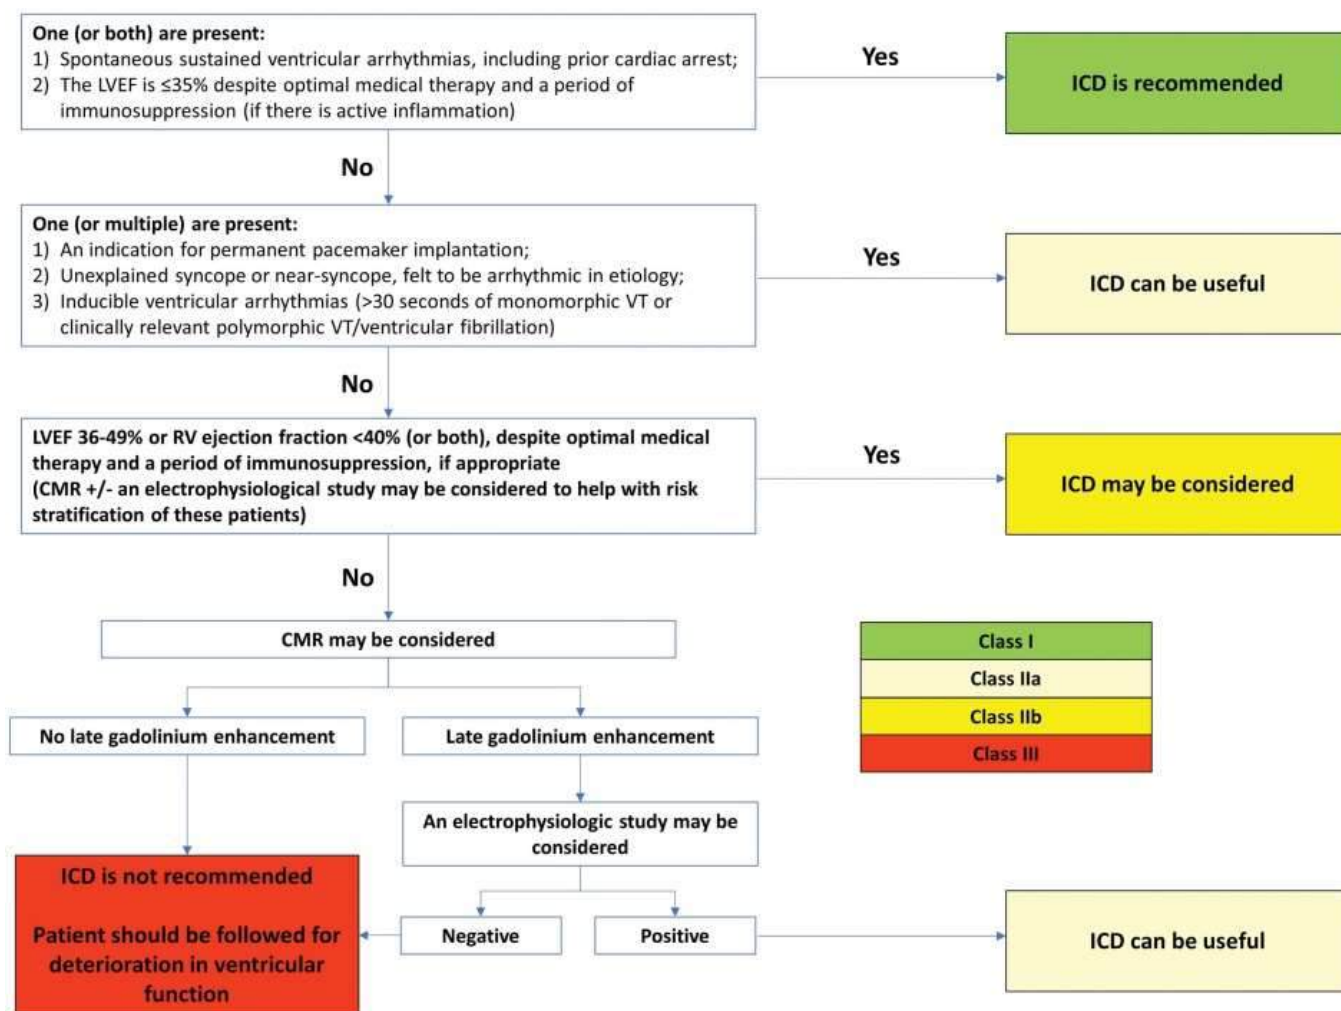 One (or both) are present:
1) Spontaneous sustained ventricular arrhythmias, including prior cardiac arrest;
2) The LVEF is ≤35% despite optimal medical therapy and a period of
immunosuppression (if there is active inflammation)
Yes
ICD is recommended
No
One (or multiple) are present:
1) An indication for permanent pacemaker implantation;
2) Unexplained syncope or near-syncope, felt to be arrhythmic in etiology;
3) Inducible ventricular arrhythmias (>30 seconds of monomorphic VT or
clinically relevant polymorphic VT/ventricular fibrillation)
Yes
ICD can be useful
No
LVEF 36-49% or RV ejection fraction <40% (or both), despite optimal medical
therapy and a period of immunosuppression, if appropriate
(CMR +/- an electrophysiological study may be considered to help with risk
stratification of these patients)
Yes
ICD may be considered
No
CMR may be considered
No late gadolinium enhancement
Late gadolinium enhancement
Class I
Class IIa
Class IIb
Class III
An electrophysiologic study may be
considered
ICD is not recommended
Patient should be followed for
deterioration in ventricular
function
Negative
Positive
ICD can be useful